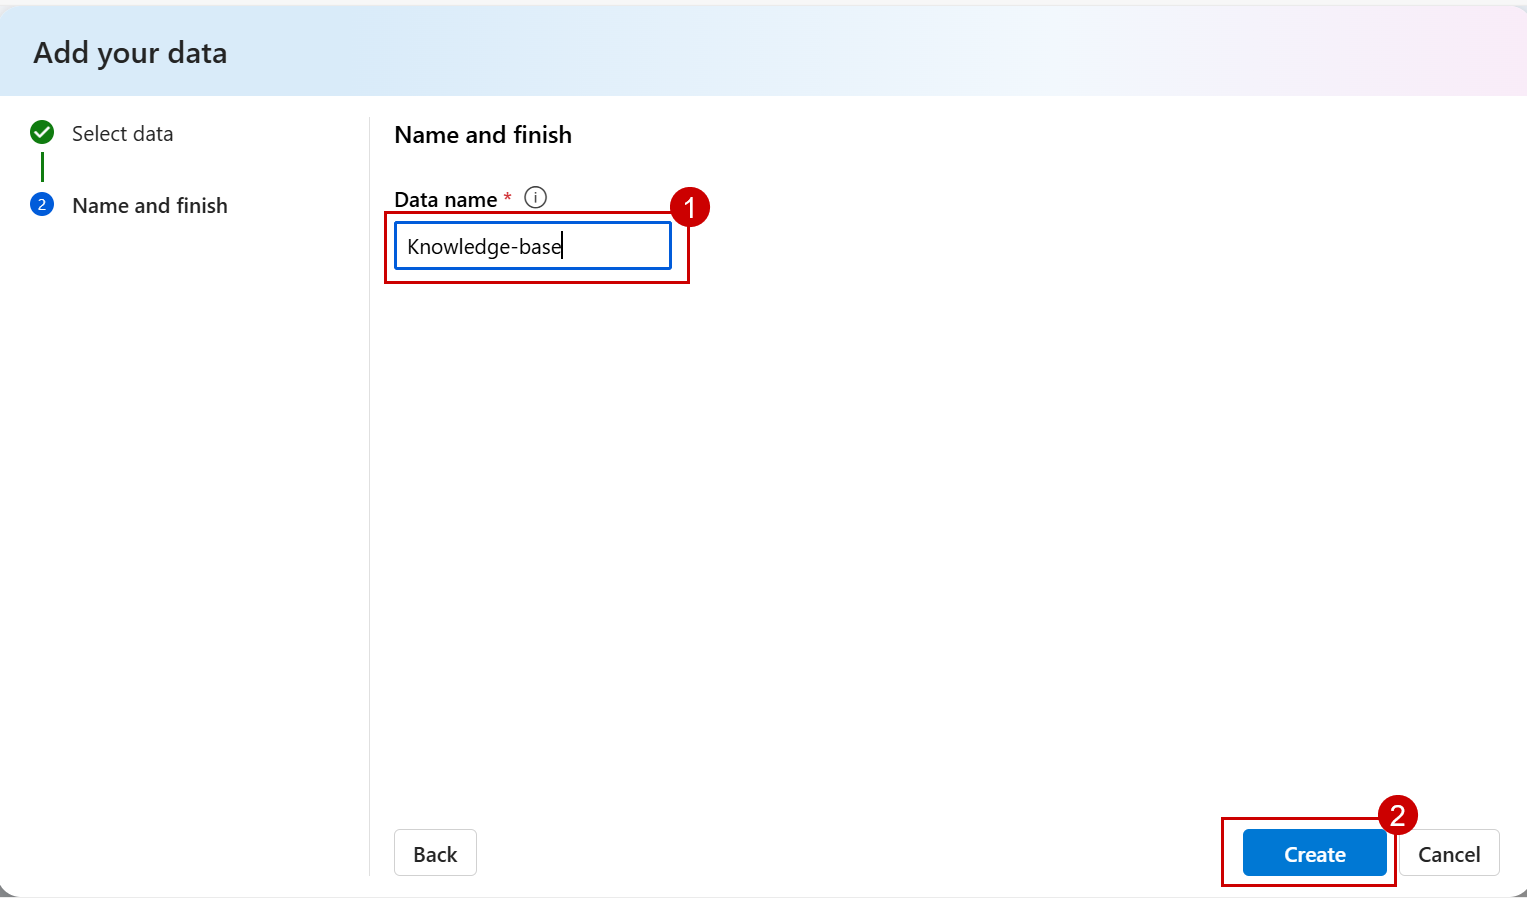 Add your data
Select data
2 Name and finish
Name and finish
Data name *
1
Knowledge-base
2
Back
Create
Cancel